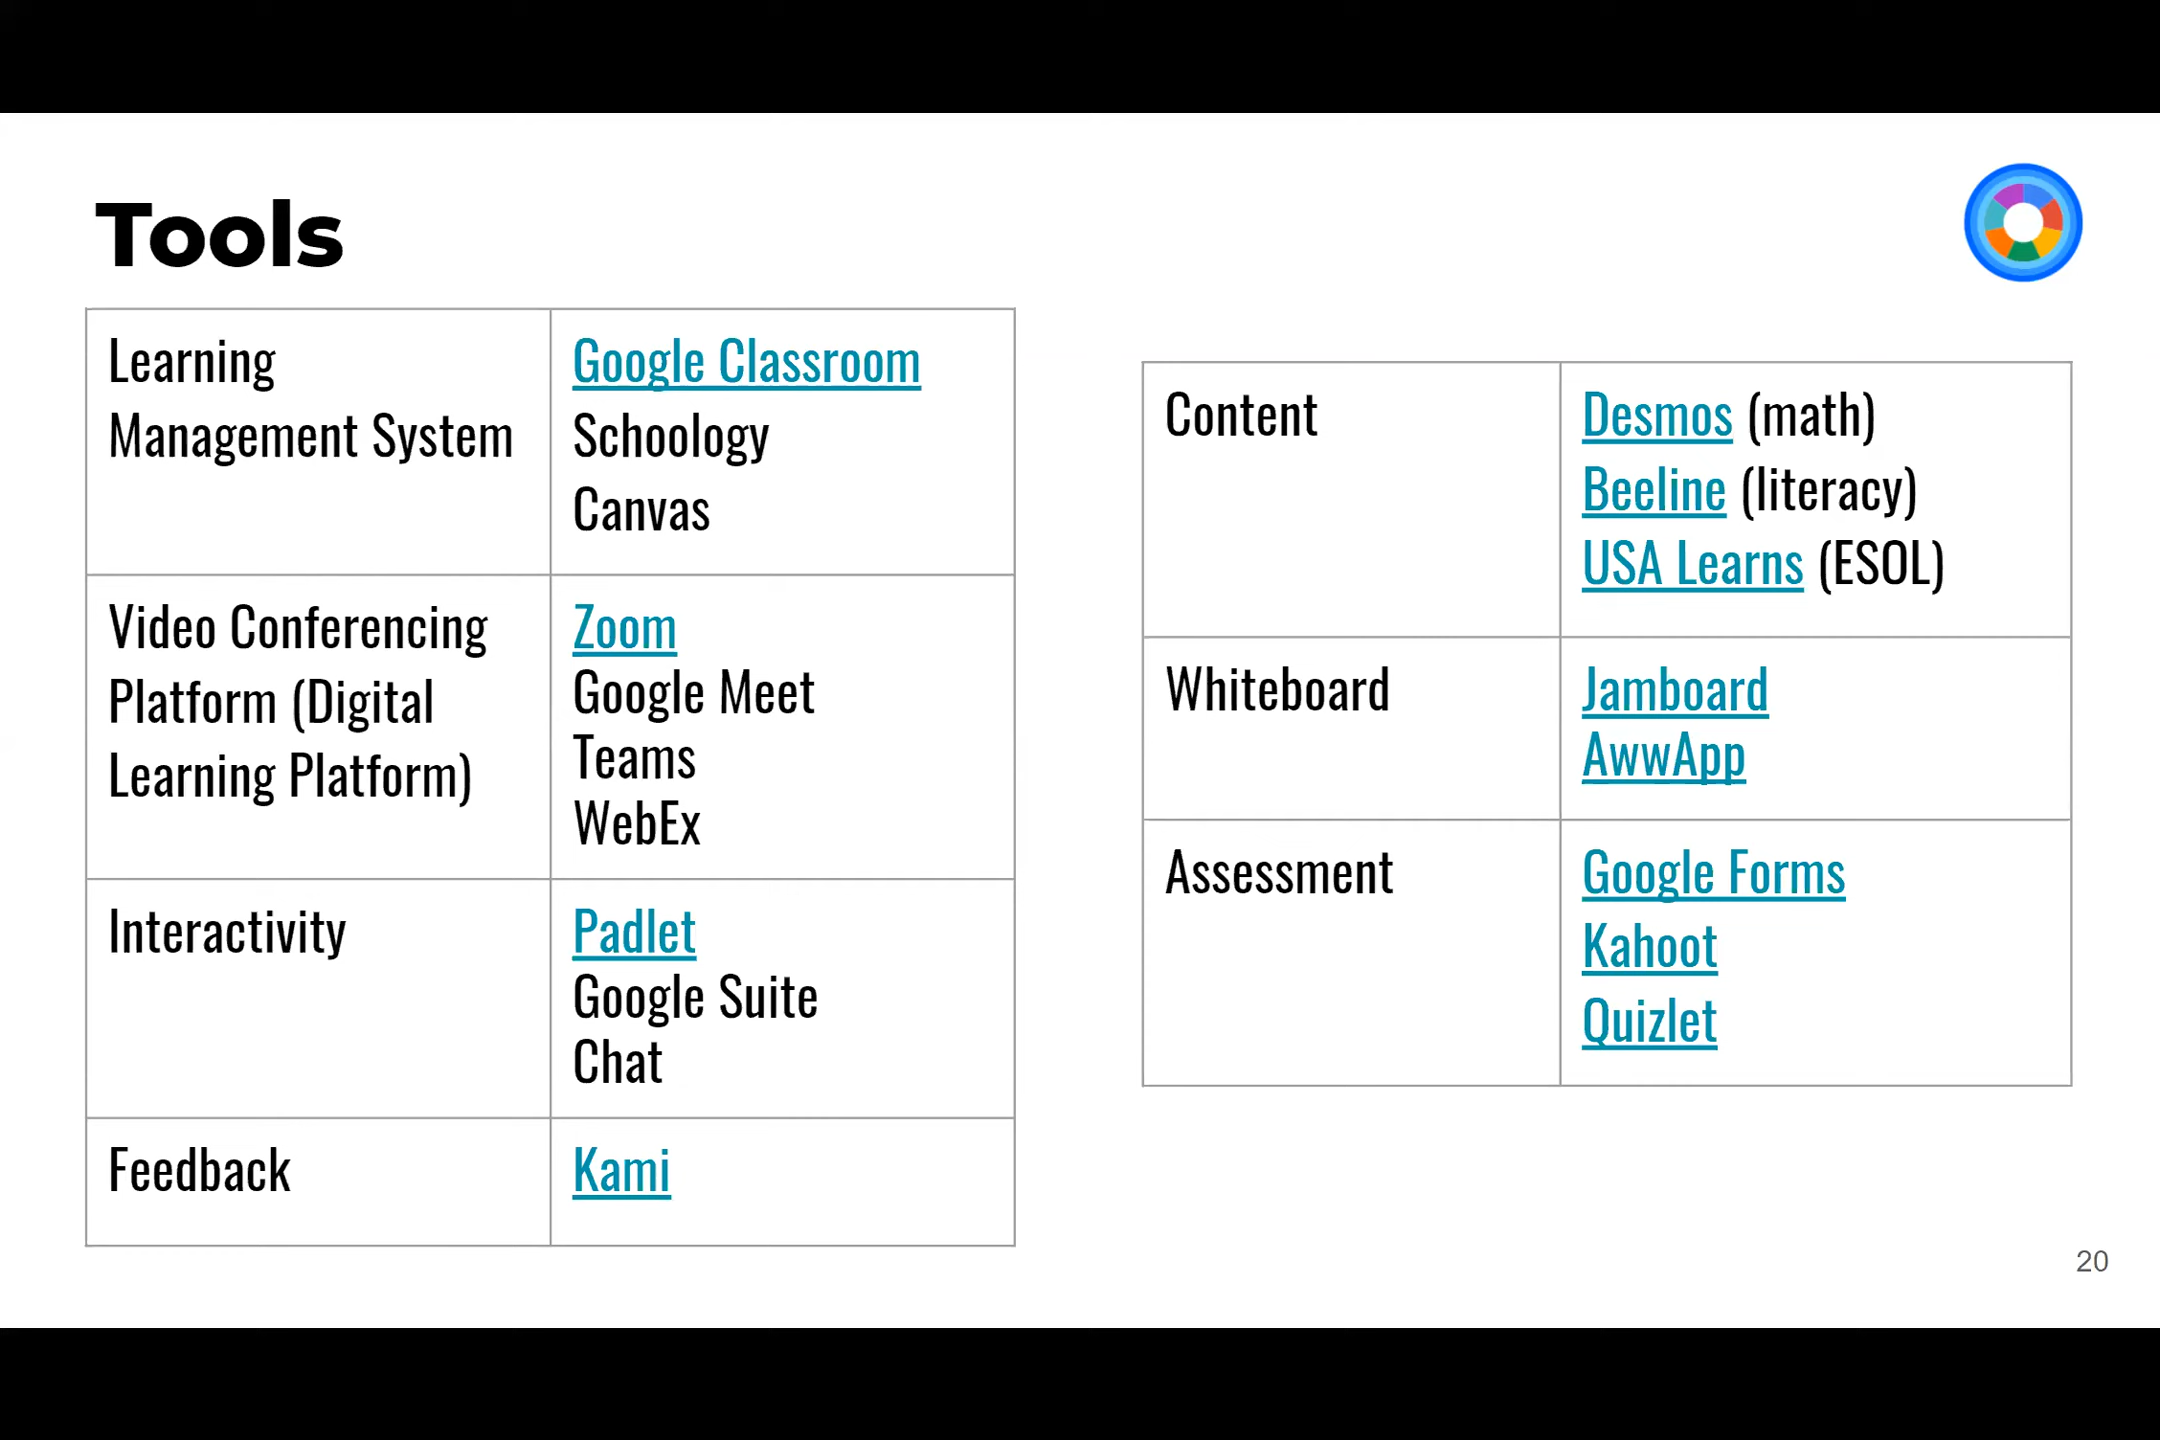 Tools
Learning
Management System
Google Classroom
Schoology
Canvas
Video Conferencing
Platform (Digital
Learning Platform)
Zoom
Google Meet
Teams
WebEx
Interactivity
Padlet
Google Suite
Chat
Feedback
Kami
Content
Desmos (math)
Beeline (literacy)
USA Learns (ESOL)
Whiteboard
Jamboard
AwwApp
Assessment
Google Forms
Kahoot
Quizlet
20